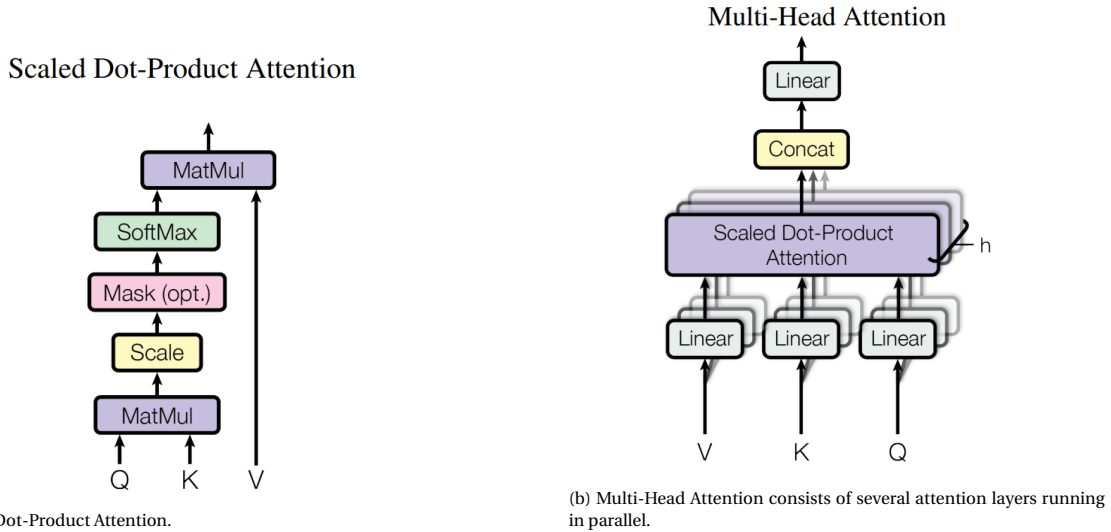 Scaled Dot-Product Attention
MatMul
SoftMax
Mask (opt.)
Scale
MatMul
Q K V
Dot-Product Attention.
Multi-Head Attention
Linear
Concat
Scaled Dot-Product
Attention
h
Linear Linear Linear
V K Q
(b) Multi-Head Attention consists of several attention layers running
in parallel.